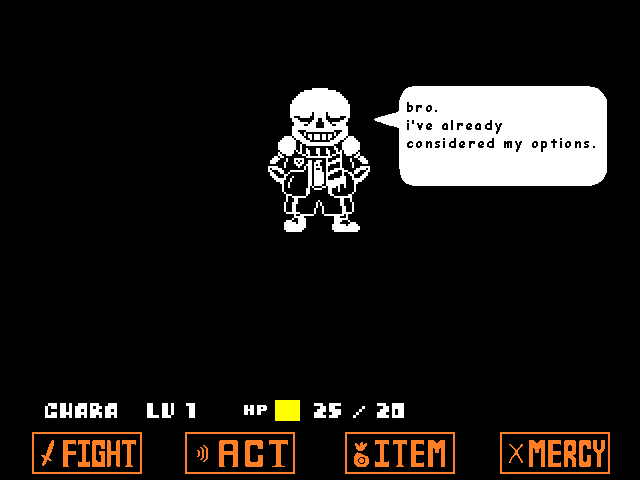 bro.
i've already
considered my options.
CHARA LV 1 HP 25 / 20
FIGHT ACT ITEM MERCY